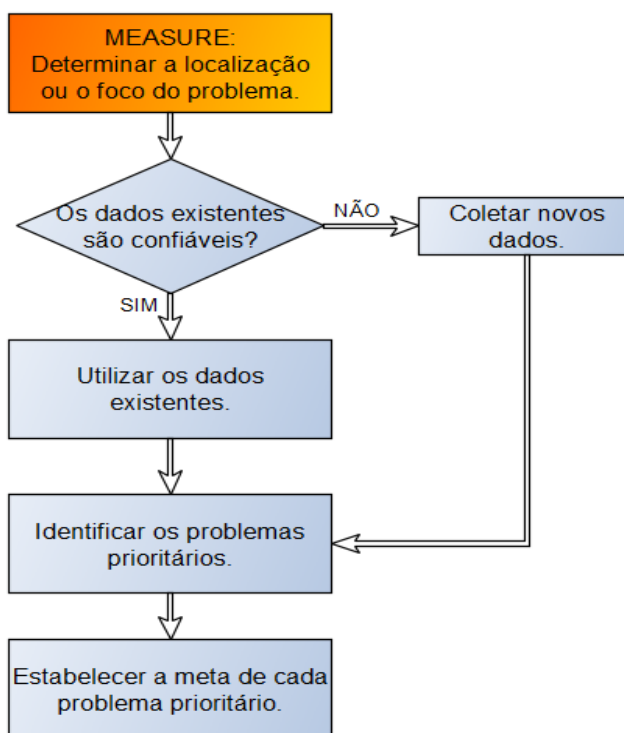 MEASURE:
Determinar a localização
ou o foco do problema.
Os dados existentes
são confiáveis?
NÃO
Coletar novos
dados.
SIM
Utilizar os dados
existentes.
Identificar os problemas
prioritários.
Estabelecer a meta de cada
problema prioritário.